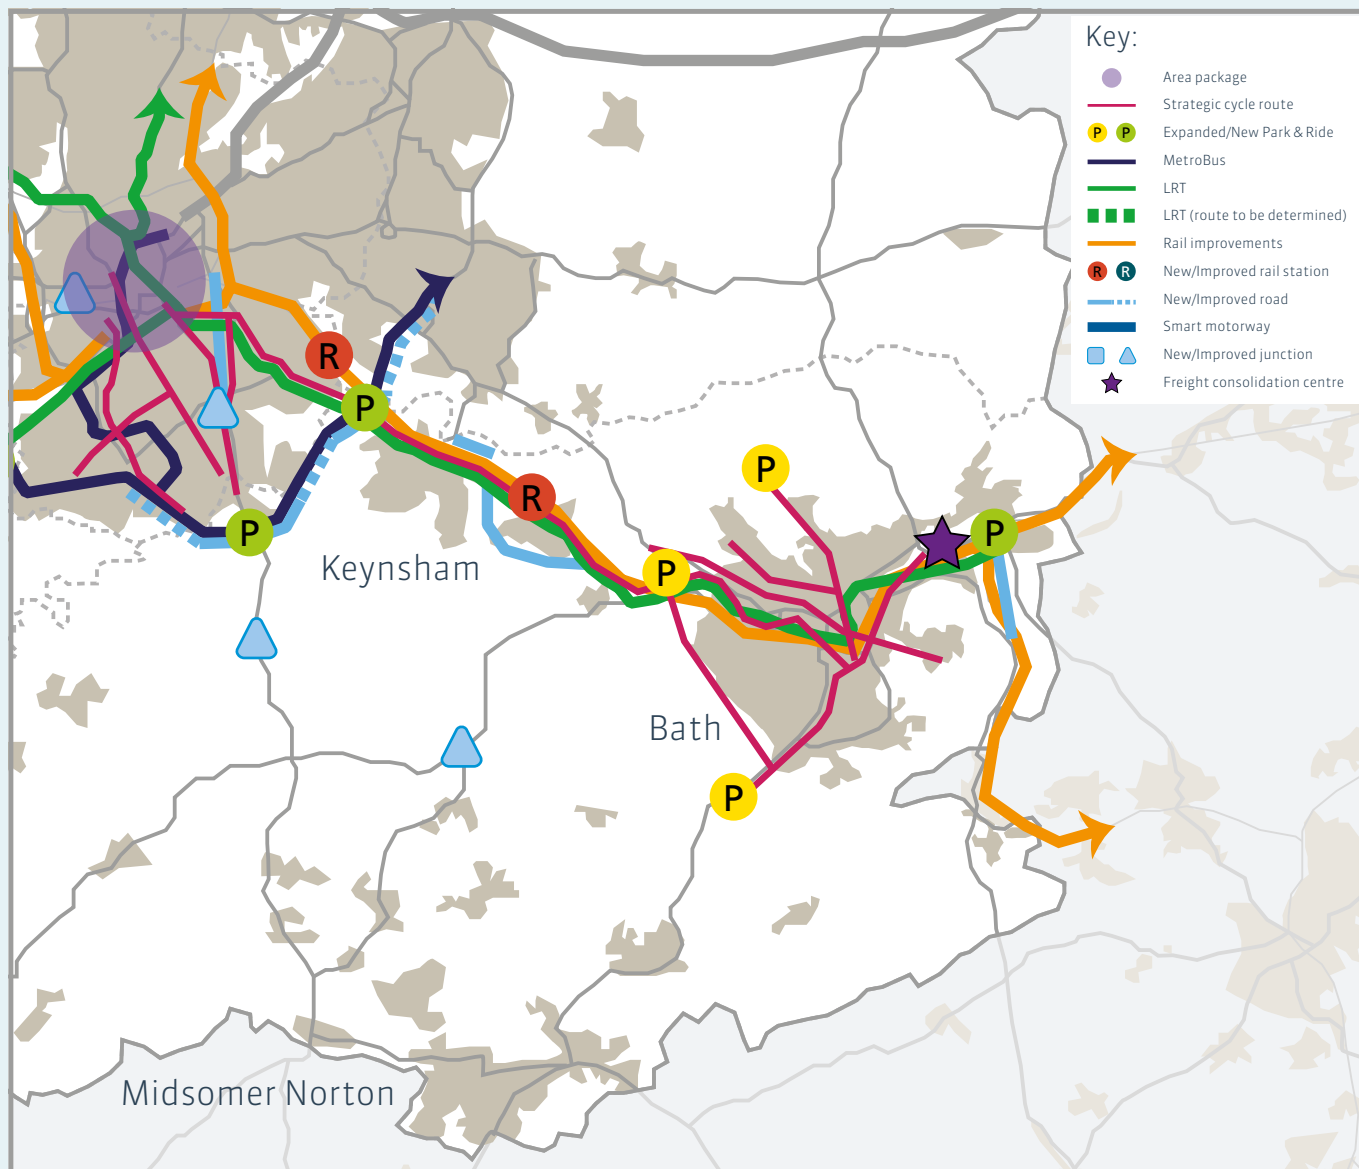 Key:
Area package
Strategic cycle route
P P Expanded/New Park & Ride
MetroBus
LRT
LRT (route to be determined)
Rail improvements
R R New/Improved rail station
New/Improved road
Smart motorway
New/Improved junction
Freight consolidation centre
R
P
P
R
P
P
Keynsham
P
Bath
P
Midsomer Norton